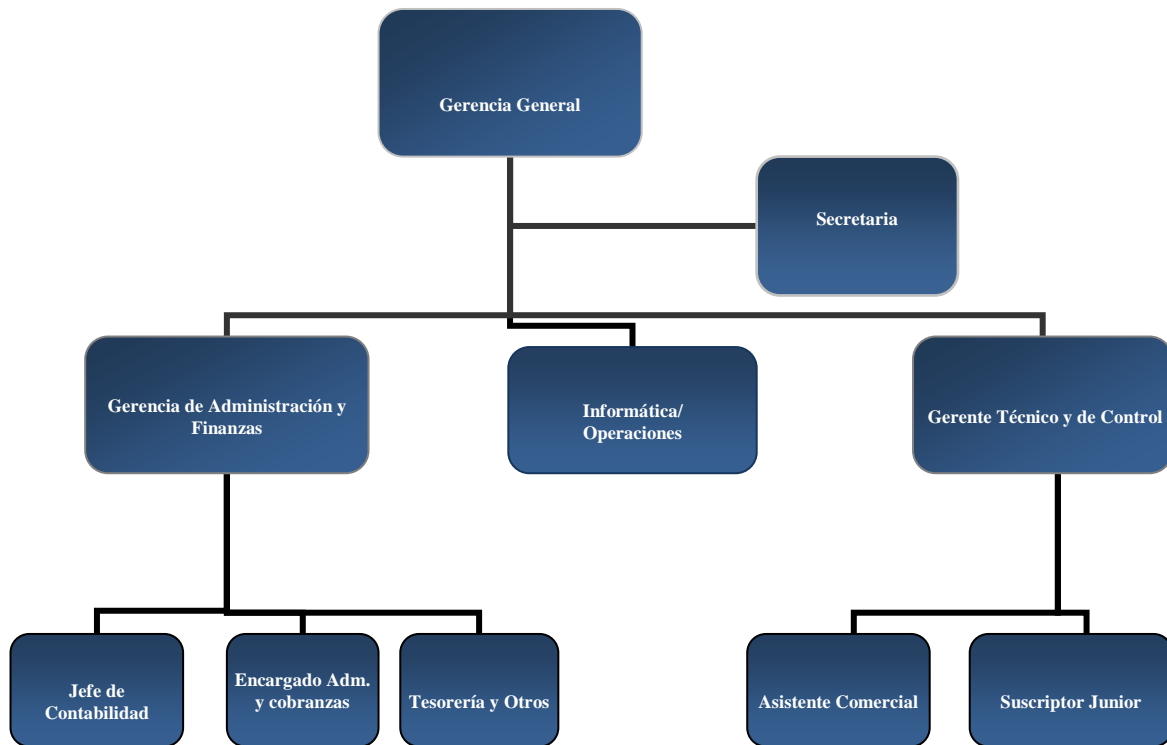 Gerencia General
Secretaria
Gerencia de Administración y
Finanzas
Informática/
Operaciones
Gerente Técnico y de Control
Jefe de
Contabilidad
Encargado Adm.
y cobranzas
Tesorería y Otros
Asistente Comercial
Suscriptor Junior